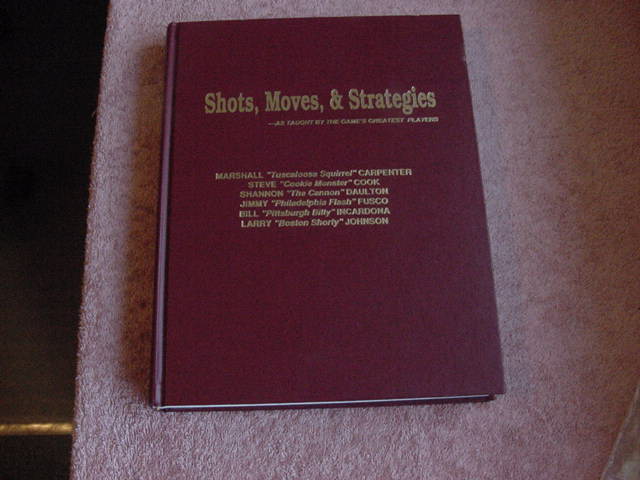 Shots, Moves, & Strategies
—AS TAUGHT BY THE GAME'S GREATEST PLAYERS
MARSHALL "Tuscaloosa Squirrel" CARPENTER
STEVE "Cookie Monster" COOK
SHANNON "The Cannon" DAULTON
JIMMY "Philadelphia Flash" FUSCO
BILL "Pittsburgh Billy" INCARDONA
LARRY "Boston Shorty" JOHNSON